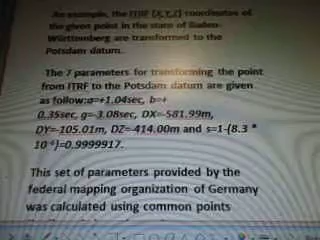 As example, the ITRF (X,Y,Z) coordinates of
the given point in the state of Baden-
Württemberg are transformed to the
Potsdam datum.
The 7 parameters for transforming the point
from ITRF to the Potsdam datum are given
as follow:a=+1.04sec, b=+
0.35sec, g=-3.08sec, DX=-581.99m,
DY=-105.01m, DZ=-414.00m and s=1-(8.3 *
10⁻⁶)=0.9999917.
This set of parameters provided by the
federal mapping organization of Germany
was calculated using common points